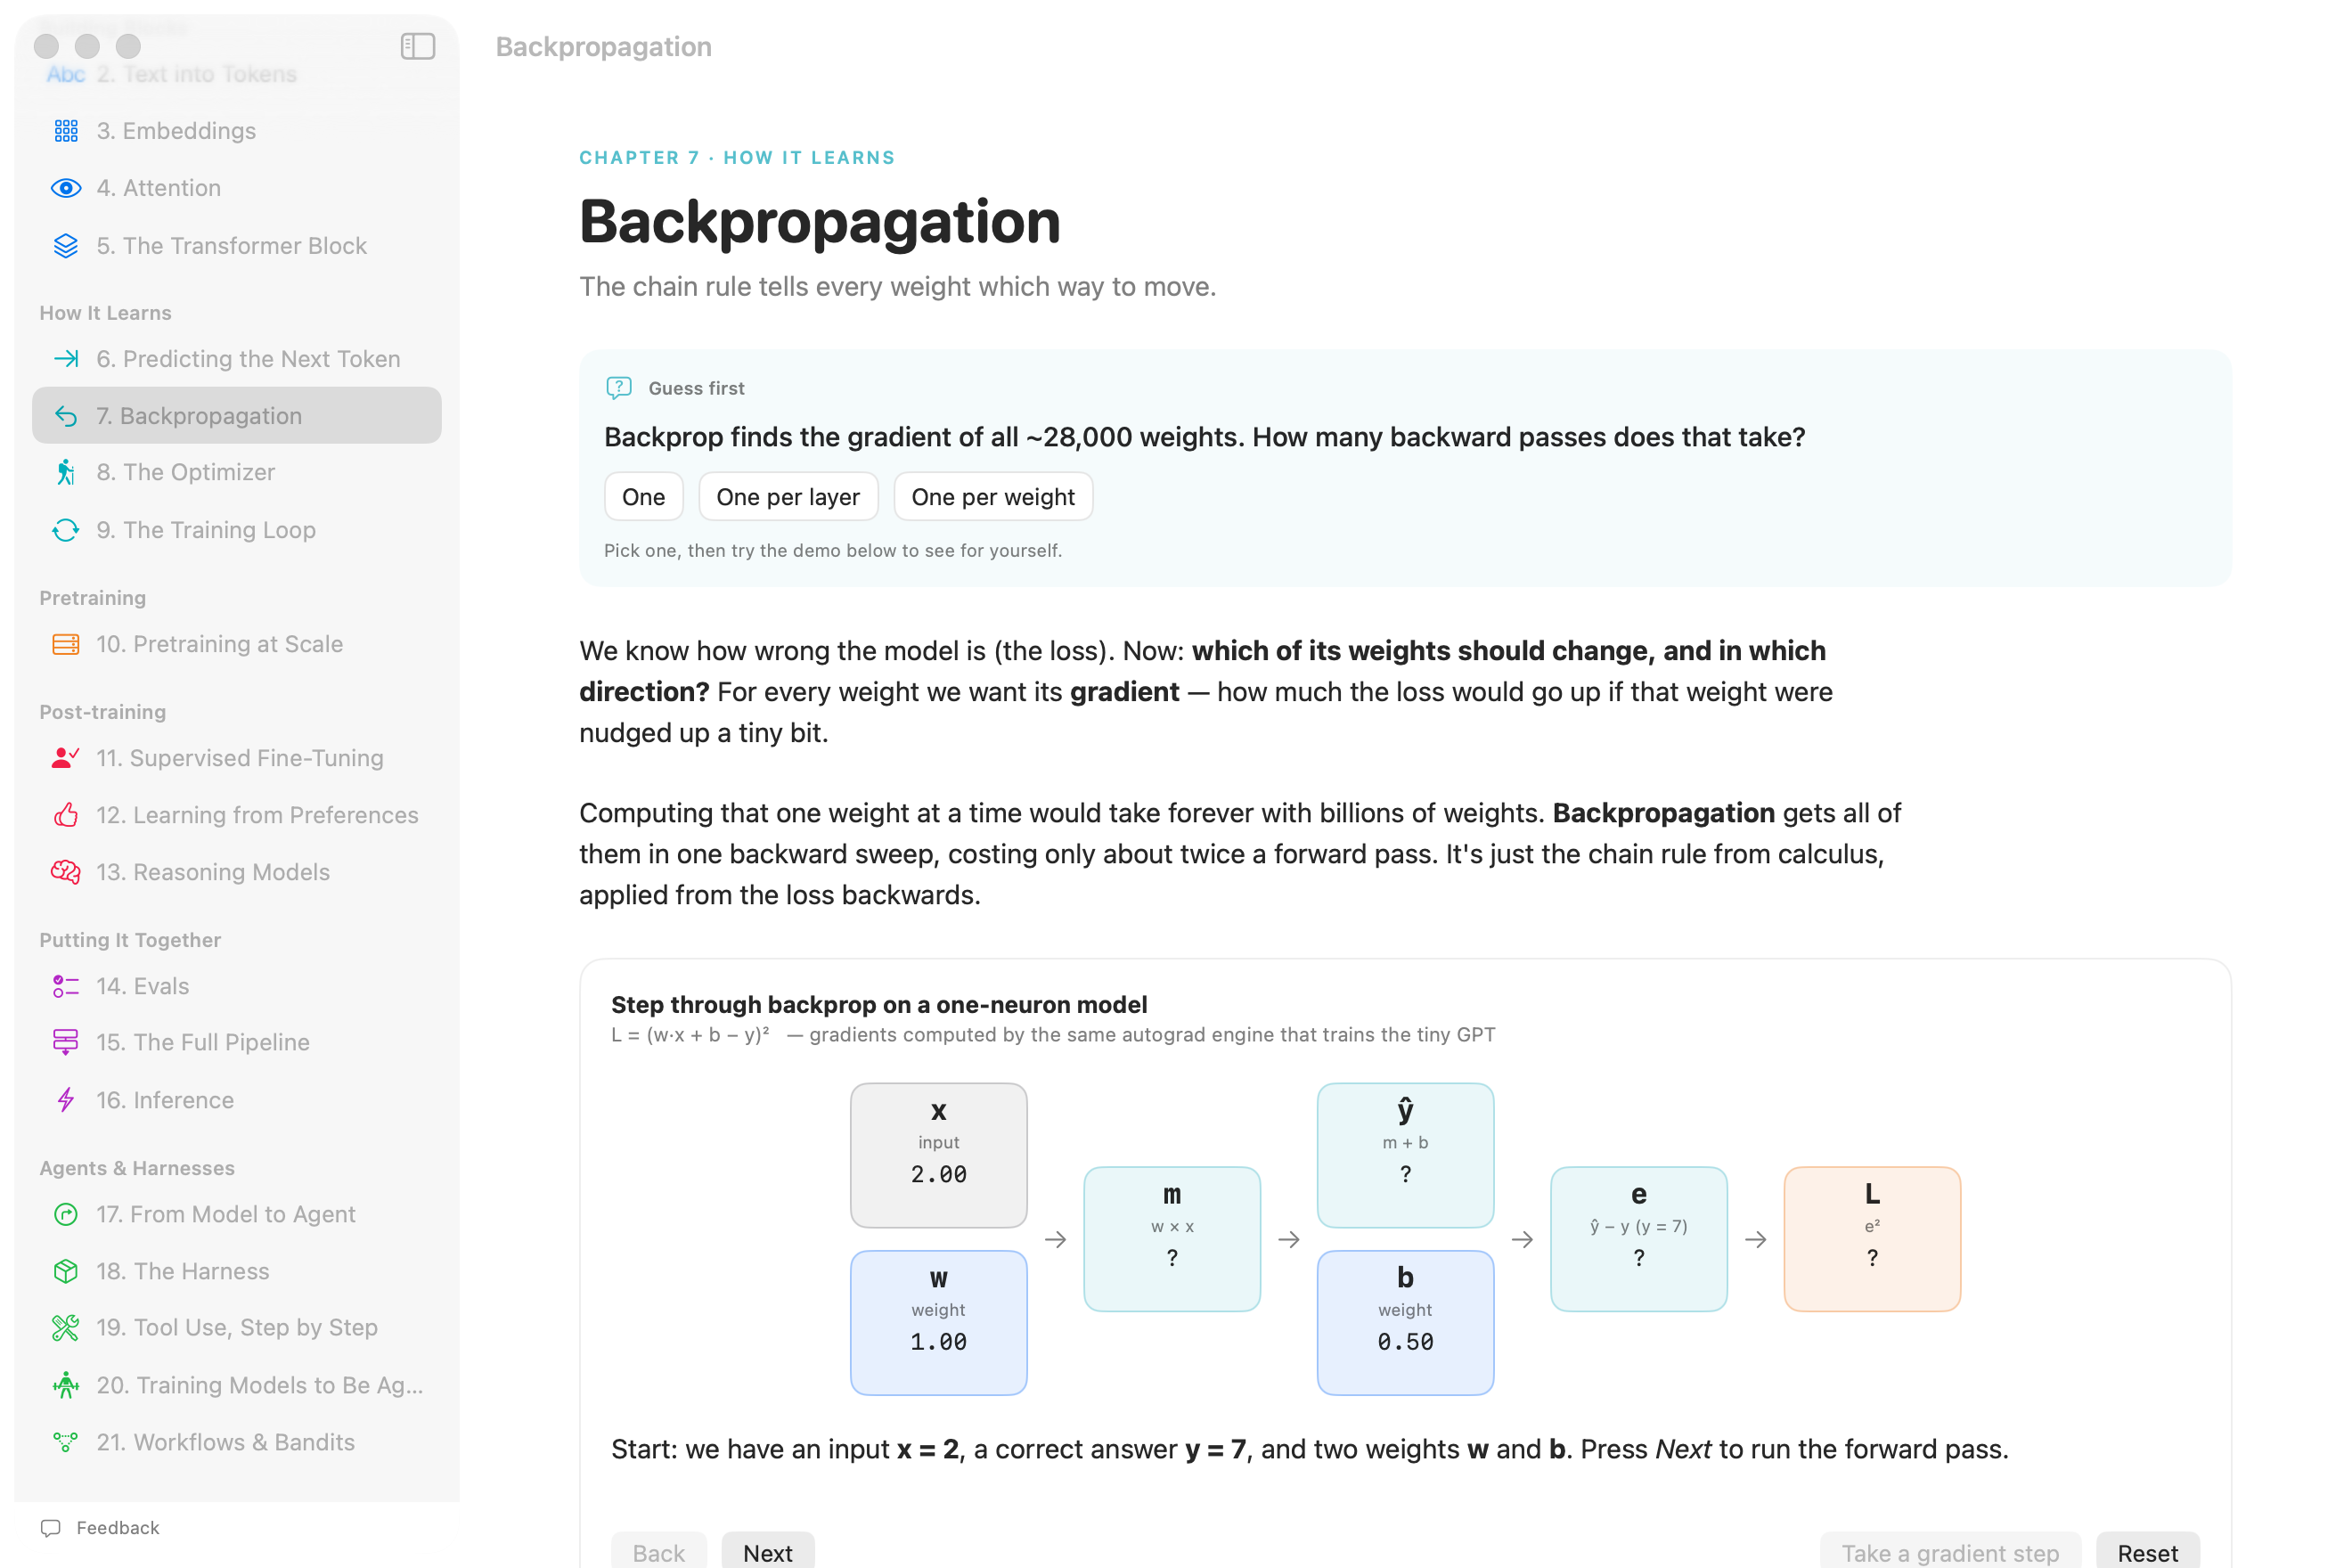 Abc 2. Text into Tokens
3. Embeddings
4. Attention
5. The Transformer Block
How It Learns
6. Predicting the Next Token
7. Backpropagation
8. The Optimizer
9. The Training Loop
Pretraining
10. Pretraining at Scale
Post-training
11. Supervised Fine-Tuning
12. Learning from Preferences
13. Reasoning Models
Putting It Together
14. Evals
15. The Full Pipeline
16. Inference
Agents & Harnesses
17. From Model to Agent
18. The Harness
19. Tool Use, Step by Step
20. Training Models to Be Ag...
21. Workflows & Bandits
Feedback
Backpropagation
CHAPTER 7 · HOW IT LEARNS
Backpropagation
The chain rule tells every weight which way to move.
Guess first
Backprop finds the gradient of all ~28,000 weights. How many backward passes does that take?
One
One per layer
One per weight
Pick one, then try the demo below to see for yourself.
We know how wrong the model is (the loss). Now: which of its weights should change, and in which
direction? For every weight we want its gradient — how much the loss would go up if that weight were
nudged up a tiny bit.
Computing that one weight at a time would take forever with billions of weights. Backpropagation gets all of
them in one backward sweep, costing only about twice a forward pass. It's just the chain rule from calculus,
applied from the loss backwards.
Step through backprop on a one-neuron model
L = (w·x + b − y)² — gradients computed by the same autograd engine that trains the tiny GPT
x
input
2.00
w
weight
1.00
→
m
w × x
?
→
ŷ
m + b
?
b
weight
0.50
→
e
ŷ − y (y = 7)
?
→
L
e²
?
Start: we have an input x = 2, a correct answer y = 7, and two weights w and b. Press Next to run the forward pass.
Back
Next
Take a gradient step
Reset